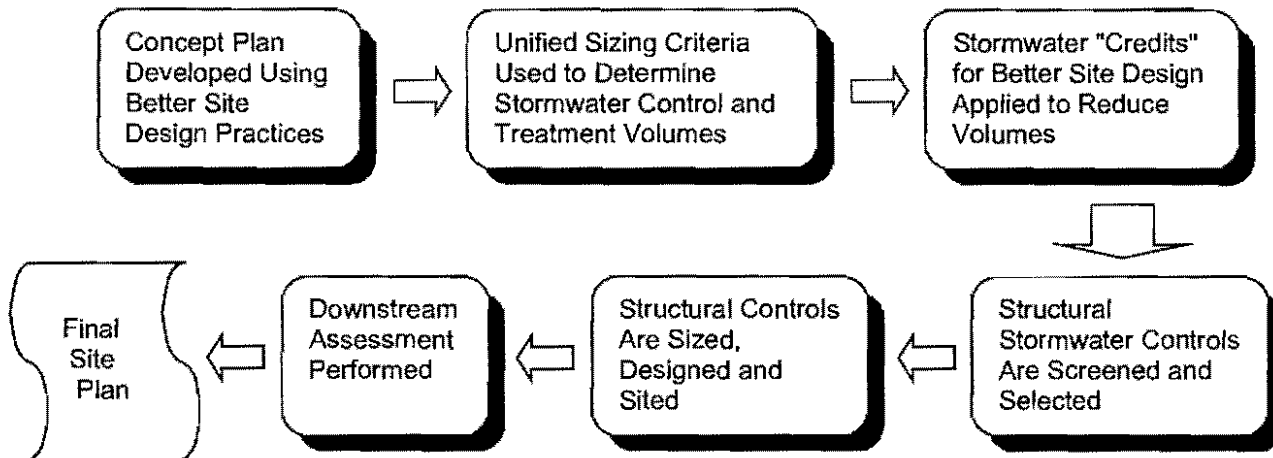 Concept Plan
Developed Using
Better Site
Design Practices
Unified Sizing Criteria
Used to Determine
Stormwater Control and
Treatment Volumes
Stormwater "Credits"
for Better Site Design
Applied to Reduce
Volumes
Structural
Stormwater Controls
Are Screened and
Selected
Structural Controls
Are Sized,
Designed and
Sited
Downstream
Assessment
Performed
Final
Site
Plan